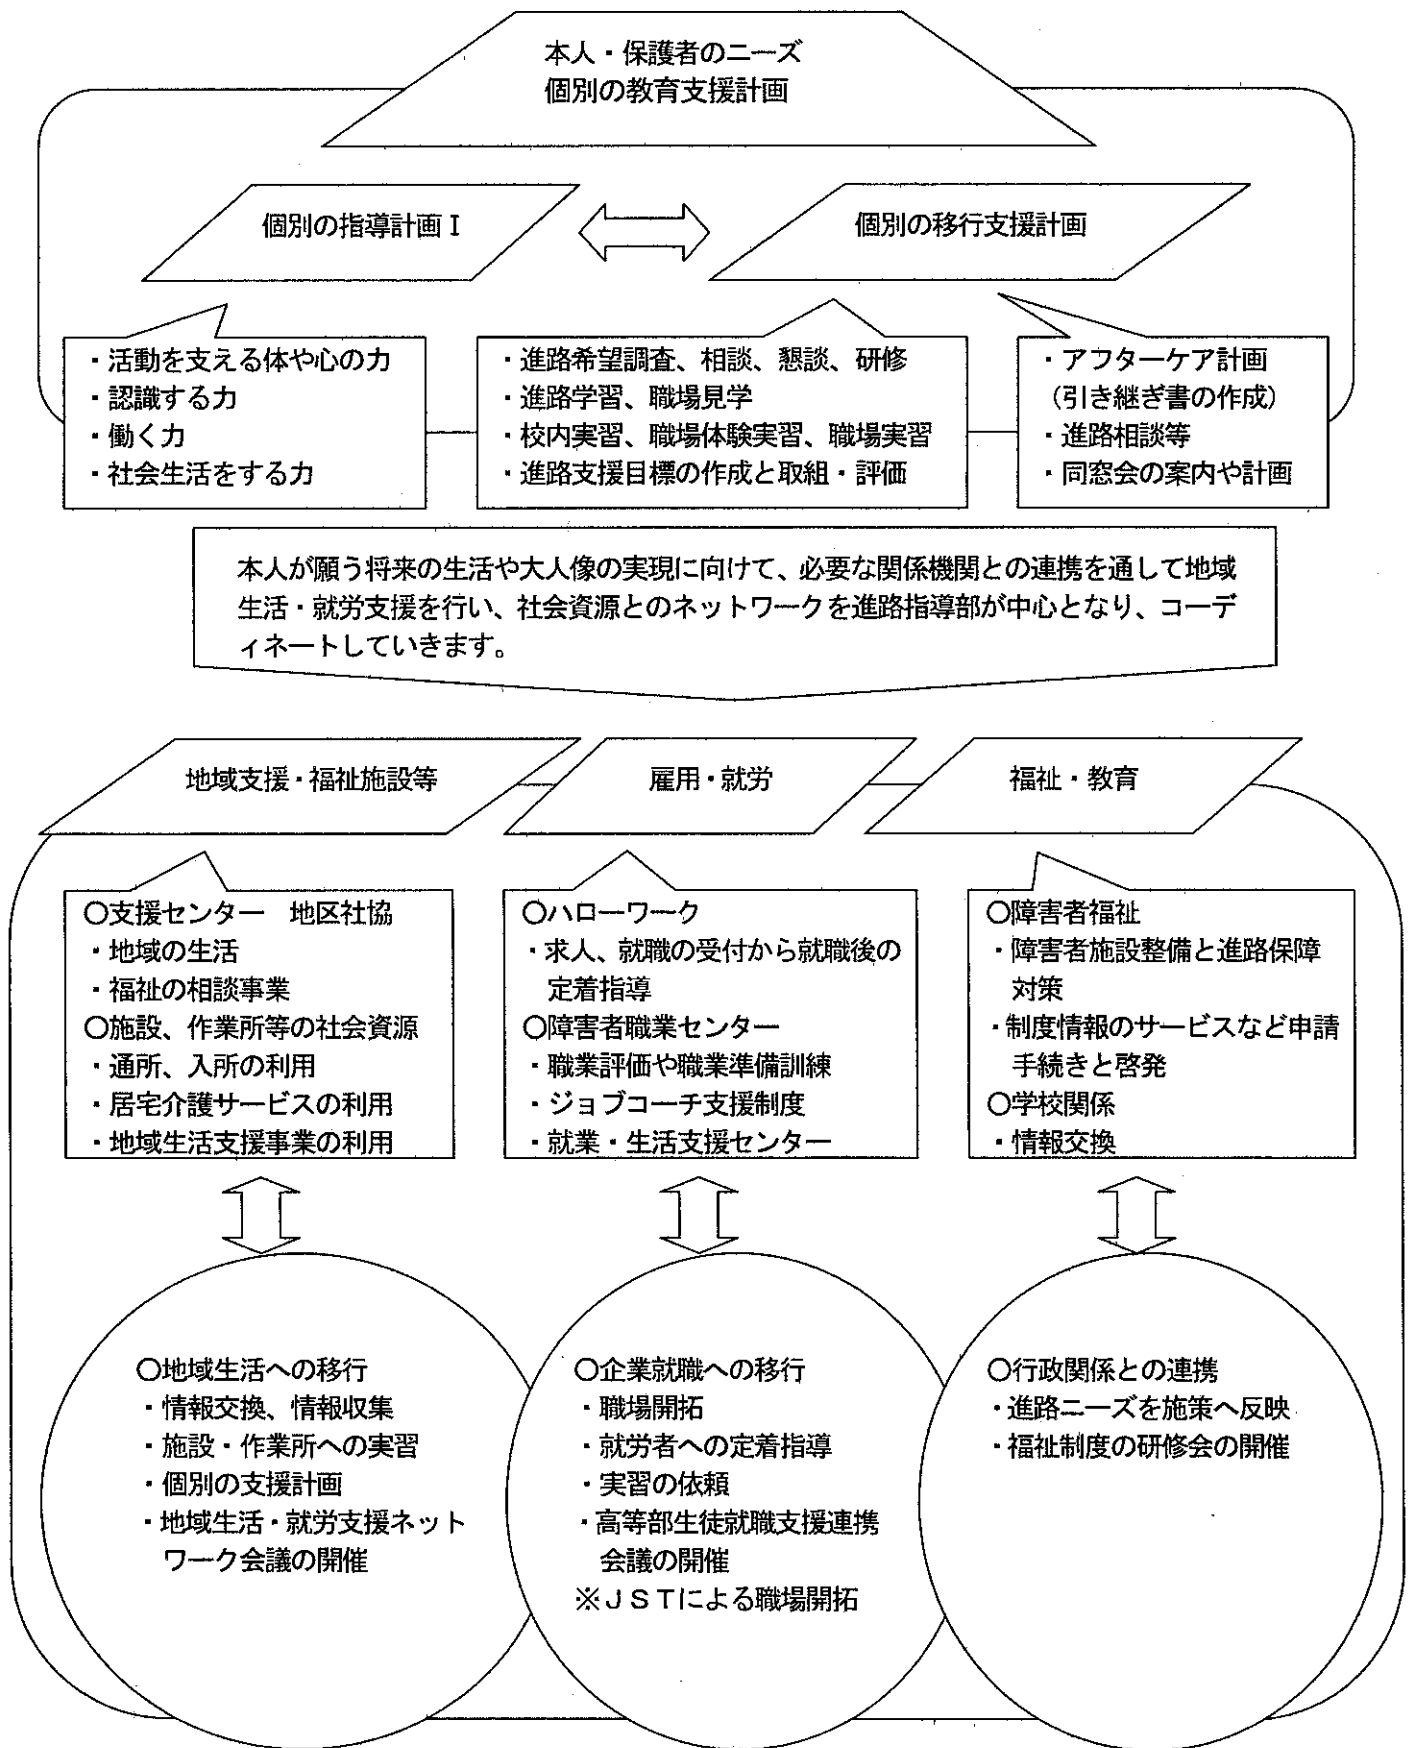 本人・保護者のニーズ
個別の教育支援計画
個別の指導計画Ⅰ
個別の移行支援計画
・活動を支える体や心の力
・認識する力
・働く力
・社会生活をする力
・進路希望調査、相談、懇談、研修
・進路学習、職場見学
・校内実習、職場体験実習、職場実習
・進路支援目標の作成と取組・評価
・アフターケア計画
(引き継ぎ書の作成)
・進路相談等
・同窓会の案内や計画
本人が願う将来の生活や大人像の実現に向けて、必要な関係機関との連携を通して地域
生活・就労支援を行い、社会資源とのネットワークを進路指導部が中心となり、コーデ
ィネートしていきます。
地域支援・福祉施設等
雇用・就労
福祉・教育
○支援センター　地区社協
・地域の生活
・福祉の相談事業
○施設、作業所等の社会資源
・通所、入所の利用
・居宅介護サービスの利用
・地域生活支援事業の利用
○ハローワーク
・求人、就職の受付から就職後の
定着指導
○障害者職業センター
・職業評価や職業準備訓練
・ジョブコーチ支援制度
・就業・生活支援センター
○障害者福祉
・障害者施設整備と進路保障
対策
・制度情報のサービスなど申請
手続きと啓発
○学校関係
・情報交換
○地域生活への移行
・情報交換、情報収集
・施設・作業所への実習
・個別の支援計画
・地域生活・就労支援ネット
ワーク会議の開催
○企業就職への移行
・職場開拓
・就労者への定着指導
・実習の依頼
・高等部生徒就職支援連携
会議の開催
※ＪＳＴによる職場開拓
○行政関係との連携
・進路ニーズを施策へ反映
・福祉制度の研修会の開催